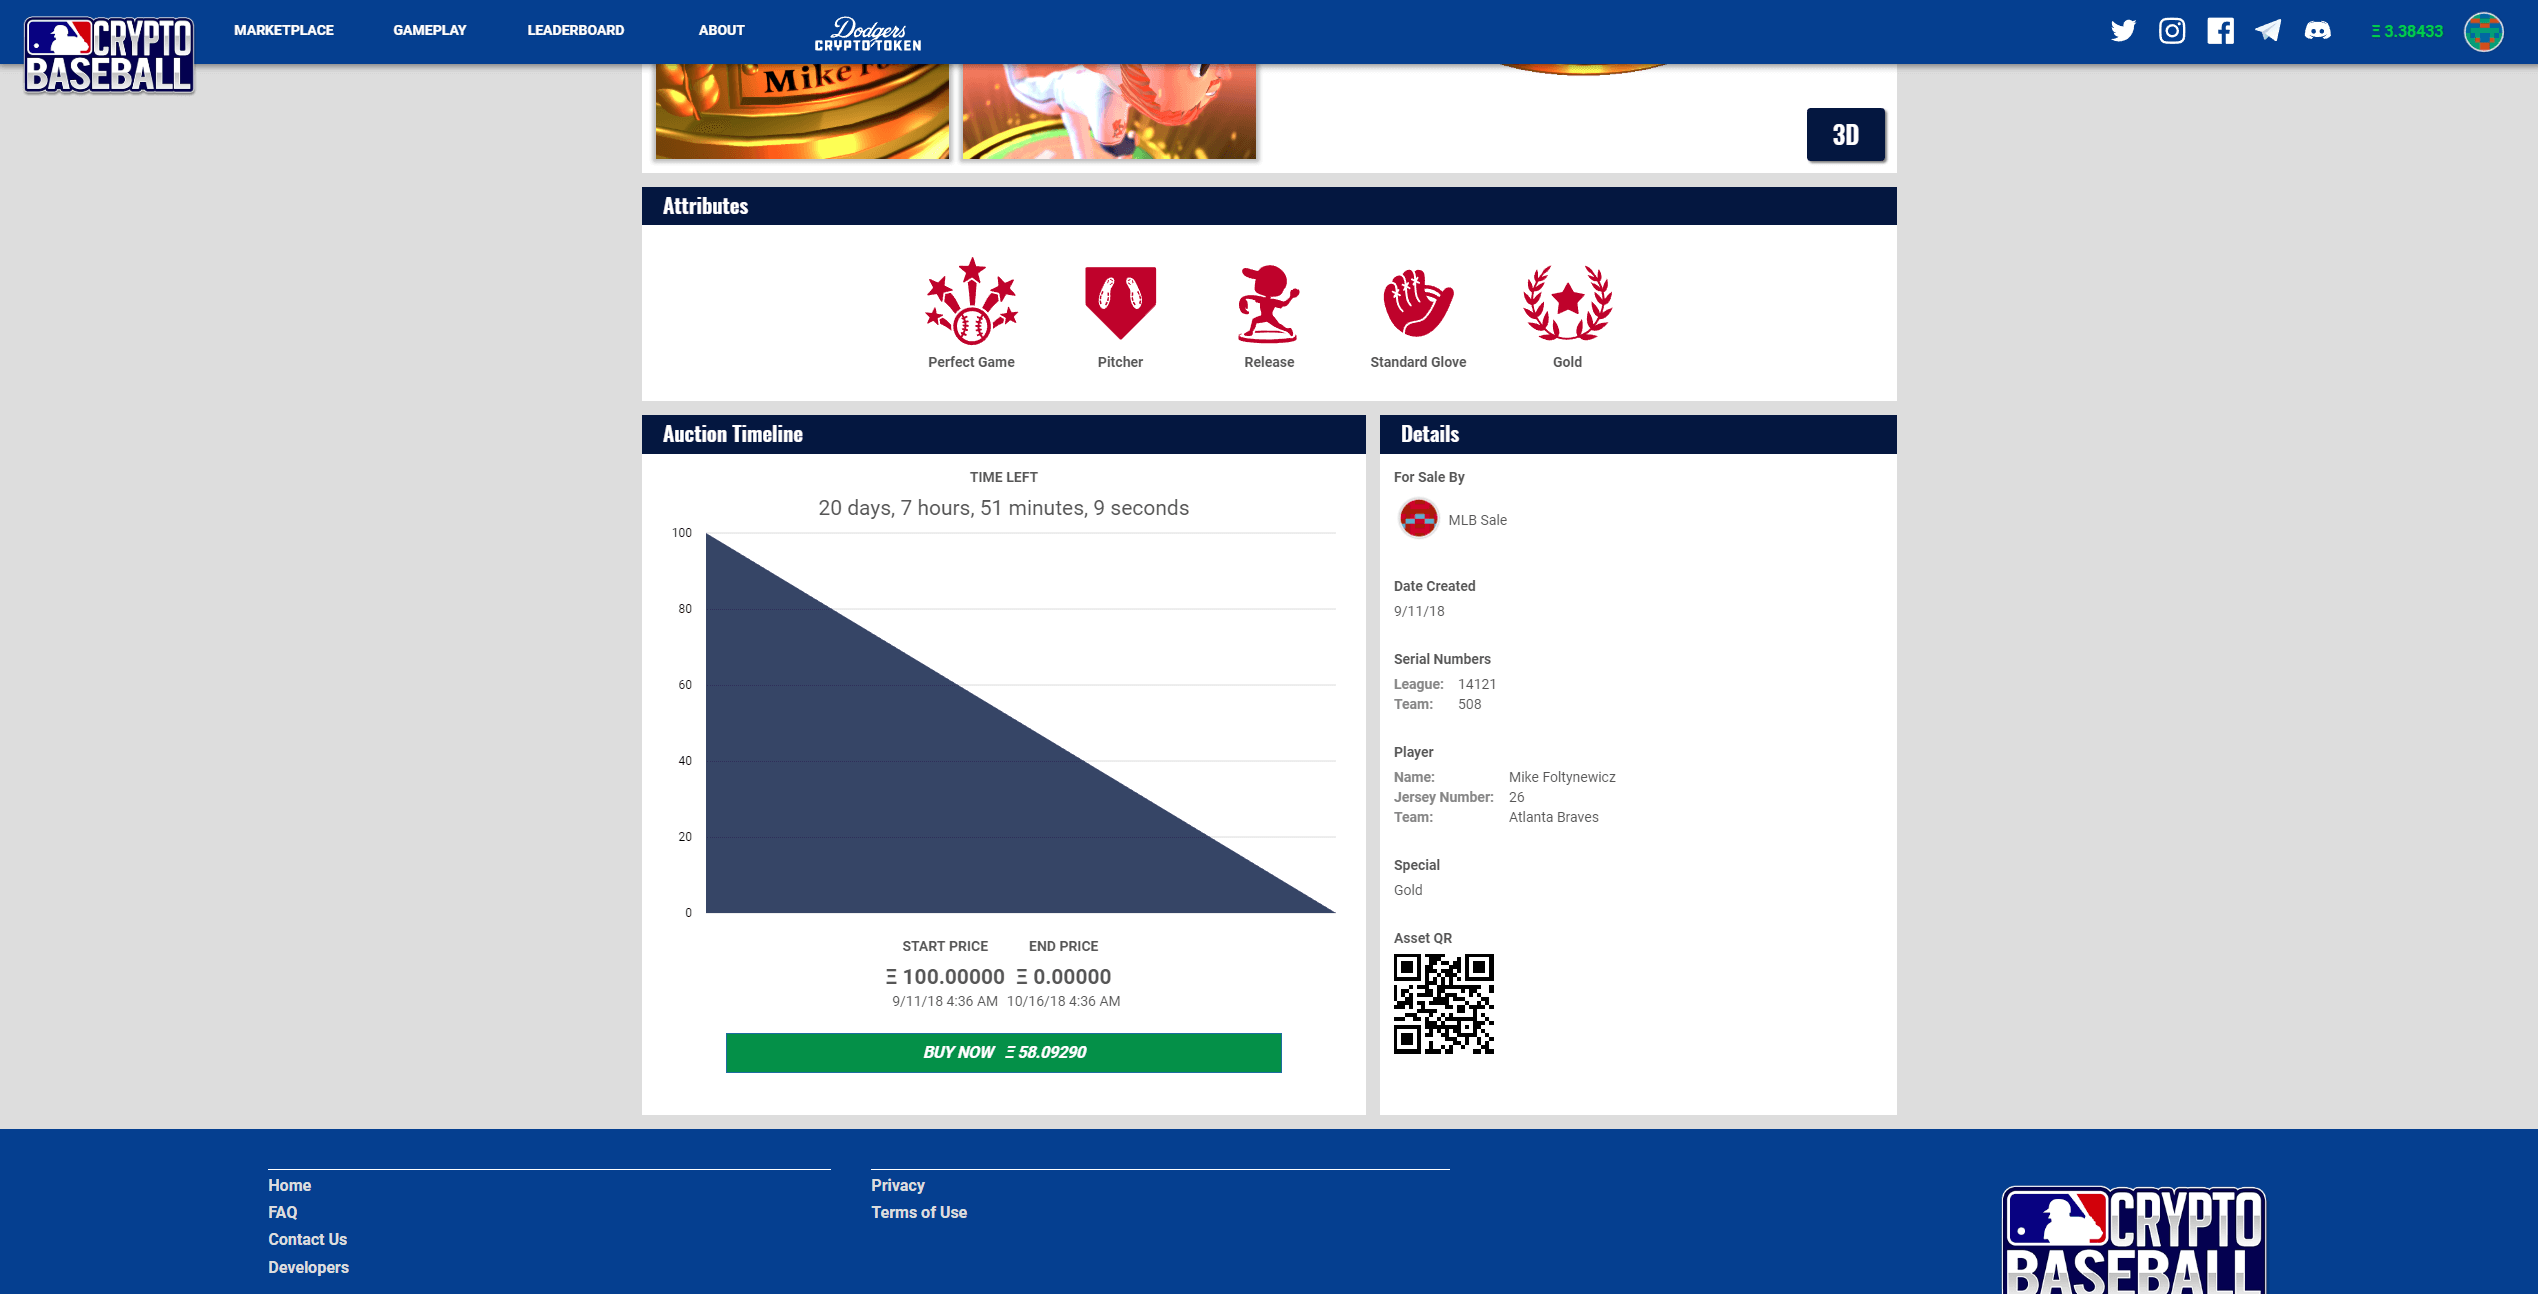 CRYPTO
BASEBALL
MARKETPLACE
GAMEPLAY
LEADERBOARD
ABOUT
Dodgers
CRYPTO TOKEN
Ξ 3.38433
Mike
3D
Attributes
Perfect Game
Pitcher
Release
Standard Glove
Gold
Auction Timeline
TIME LEFT
20 days, 7 hours, 51 minutes, 9 seconds
100
80
60
40
20
0
START PRICE
END PRICE
Ξ 100.00000
Ξ 0.00000
9/11/18 4:36 AM
10/16/18 4:36 AM
BUY NOW Ξ 58.09290
Details
For Sale By
MLB Sale
Date Created
9/11/18
Serial Numbers
League: 14121
Team: 508
Player
Name: Mike Foltynewicz
Jersey Number: 26
Team: Atlanta Braves
Special
Gold
Asset QR
Home
FAQ
Contact Us
Developers
Privacy
Terms of Use
CRYPTO
BASEBALL